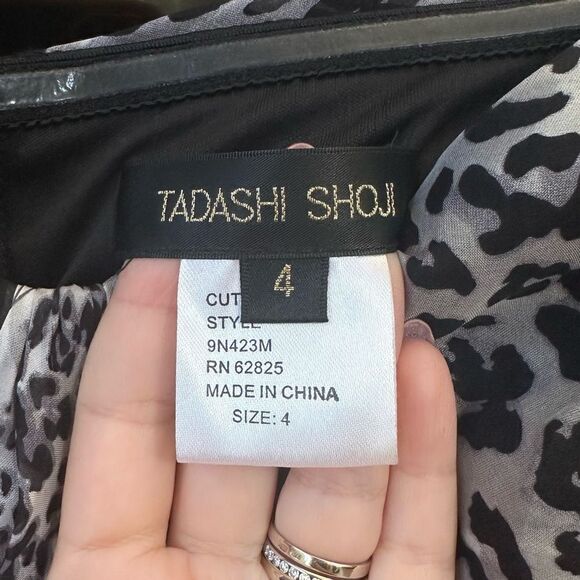 TADASHI SHOJI
4
CUT
STYLE
9N423M
RN 62825
MADE IN CHINA
SIZE: 4